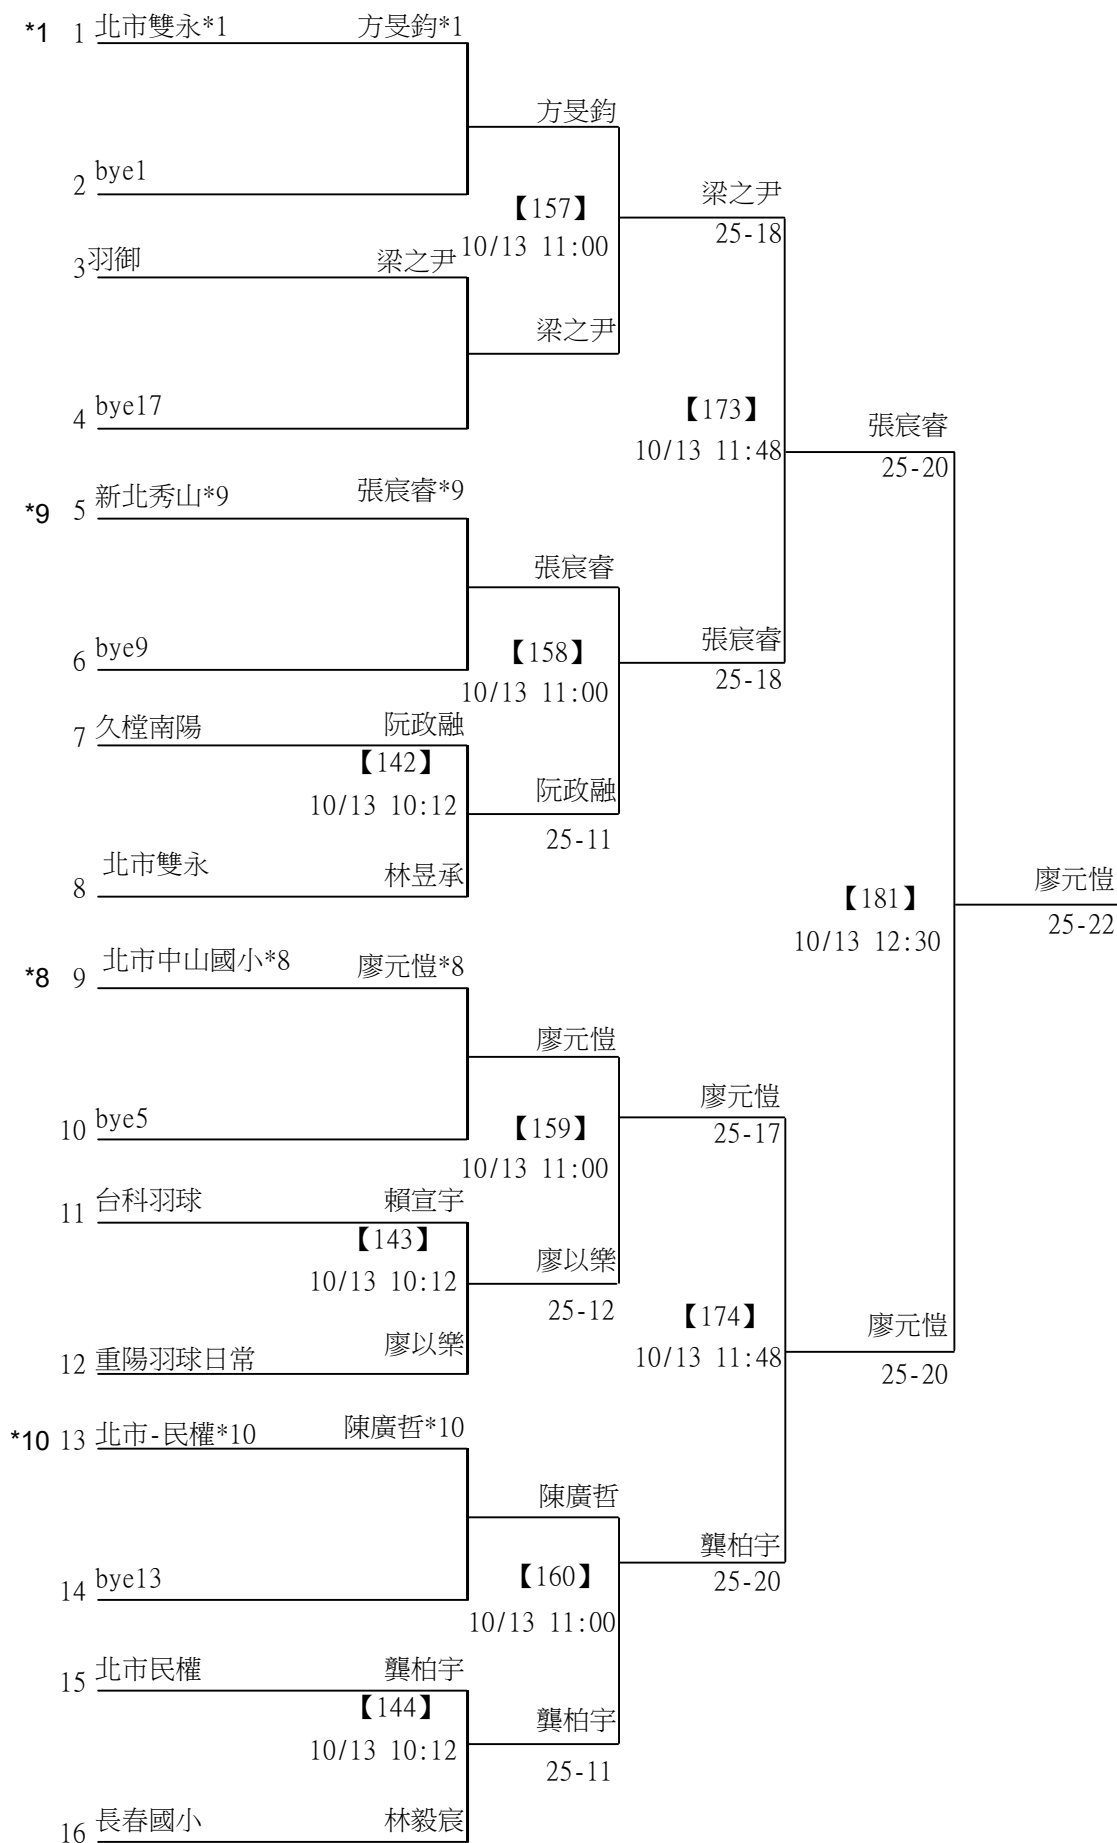 *1 1 北市雙永*1 方旻鈞*1
方旻鈞
2 bye1
【157】
梁之尹
25-18
10/13 11:00
3 羽御 梁之尹
梁之尹
4 bye17
【173】
10/13 11:48
張宸睿
25-20
*9 5 新北秀山*9 張宸睿*9
張宸睿
6 bye9
【158】
張宸睿
25-18
10/13 11:00
7 久樘南陽 阮政融
【142】
10/13 10:12
阮政融
25-11
8 北市雙永 林昱承
【181】
10/13 12:30
廖元愷
25-22
*8 9 北市中山國小*8 廖元愷*8
廖元愷
10 bye5
【159】
廖元愷
25-17
10/13 11:00
11 台科羽球 賴宣宇
【143】
10/13 10:12
廖以樂
25-12
12 重陽羽球日常 廖以樂
【174】
10/13 11:48
廖元愷
25-20
*10 13 北市-民權*10 陳廣哲*10
陳廣哲
14 bye13
【160】
龔柏宇
25-20
10/13 11:00
15 北市民權 龔柏宇
【144】
10/13 10:12
龔柏宇
25-11
16 長春國小 林毅宸